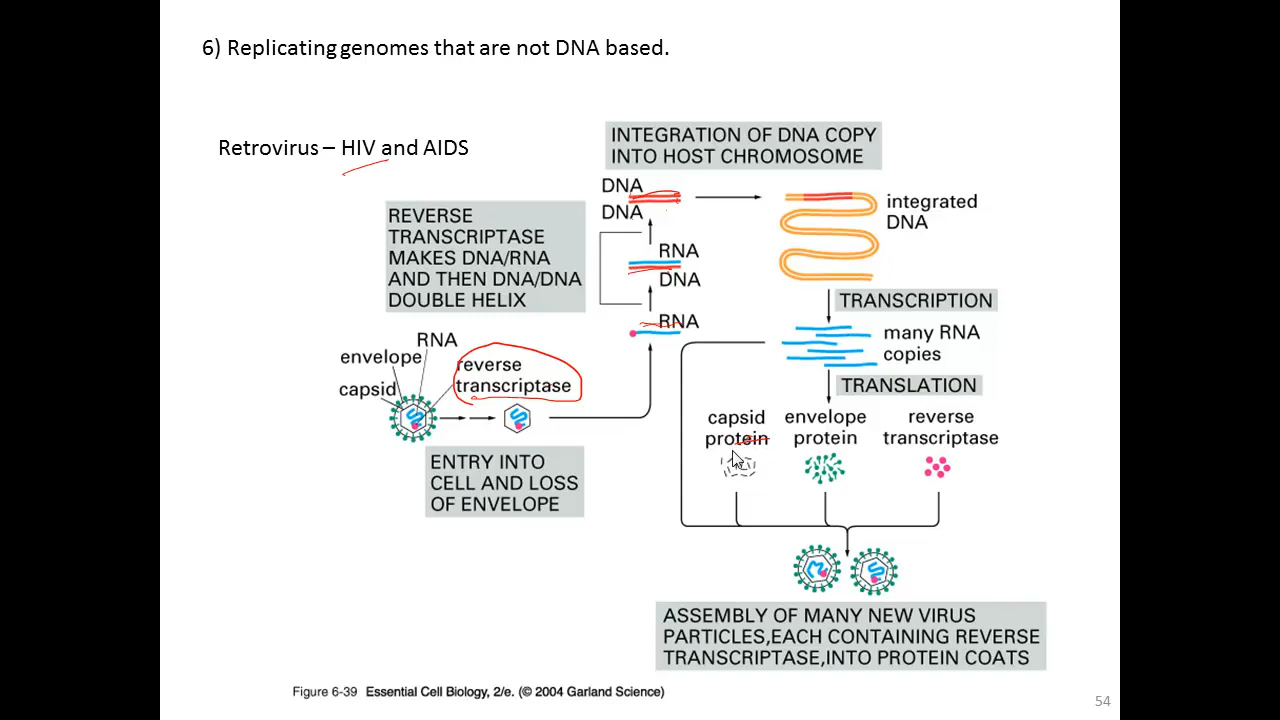 6) Replicating genomes that are not DNA based.
Retrovirus – HIV and AIDS
INTEGRATION OF DNA COPY
INTO HOST CHROMOSOME
DNA
DNA
integrated
DNA
REVERSE
TRANSCRIPTASE
MAKES DNA/RNA
AND THEN DNA/DNA
DOUBLE HELIX
RNA
DNA
RNA
TRANSCRIPTION
many RNA
copies
TRANSLATION
RNA
envelope
capsid
reverse
transcriptase
ENTRY INTO
CELL AND LOSS
OF ENVELOPE
capsid
protein
envelope
protein
reverse
transcriptase
ASSEMBLY OF MANY NEW VIRUS
PARTICLES,EACH CONTAINING REVERSE
TRANSCRIPTASE,INTO PROTEIN COATS
Figure 6-39 Essential Cell Biology, 2/e. (© 2004 Garland Science)
54